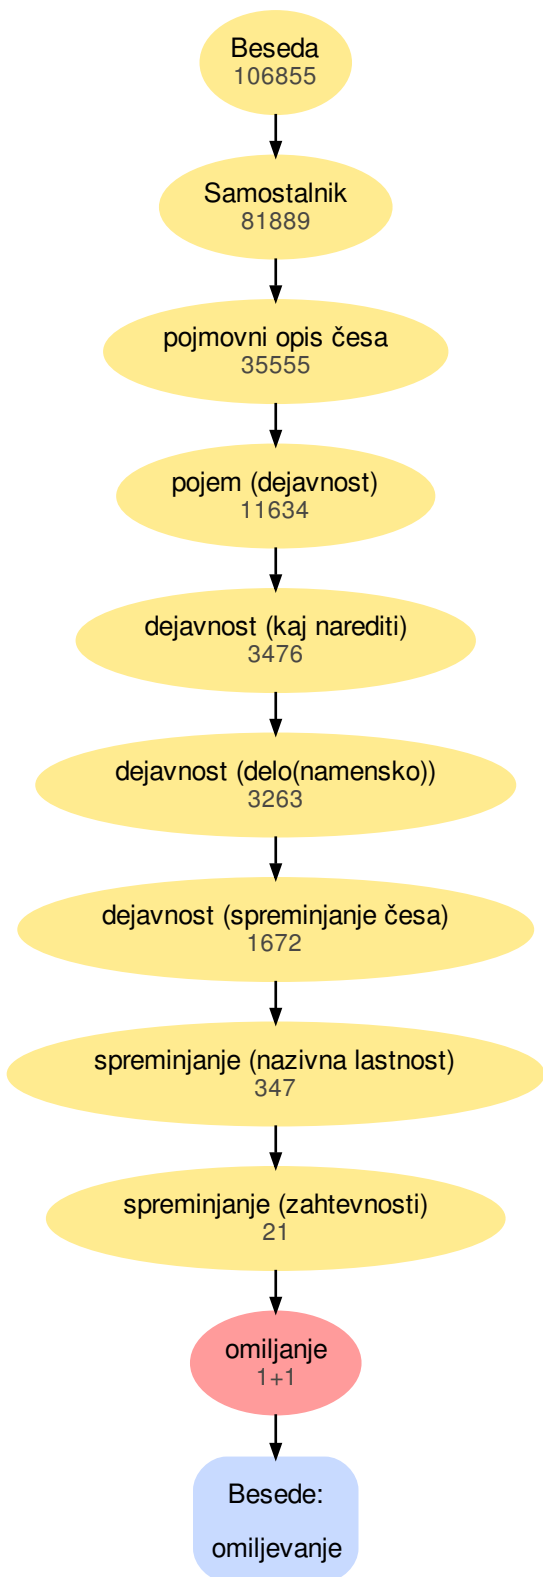 Beseda
106855
Samostalnik
81889
pojmovni opis česa
35555
pojem (dejavnost)
11634
dejavnost (kaj narediti)
3476
dejavnost (delo(namensko))
3263
dejavnost (spreminjanje česa)
1672
spreminjanje (nazivna lastnost)
347
spreminjanje (zahtevnosti)
21
omiljanje
1+1
Besede:
omiljevanje